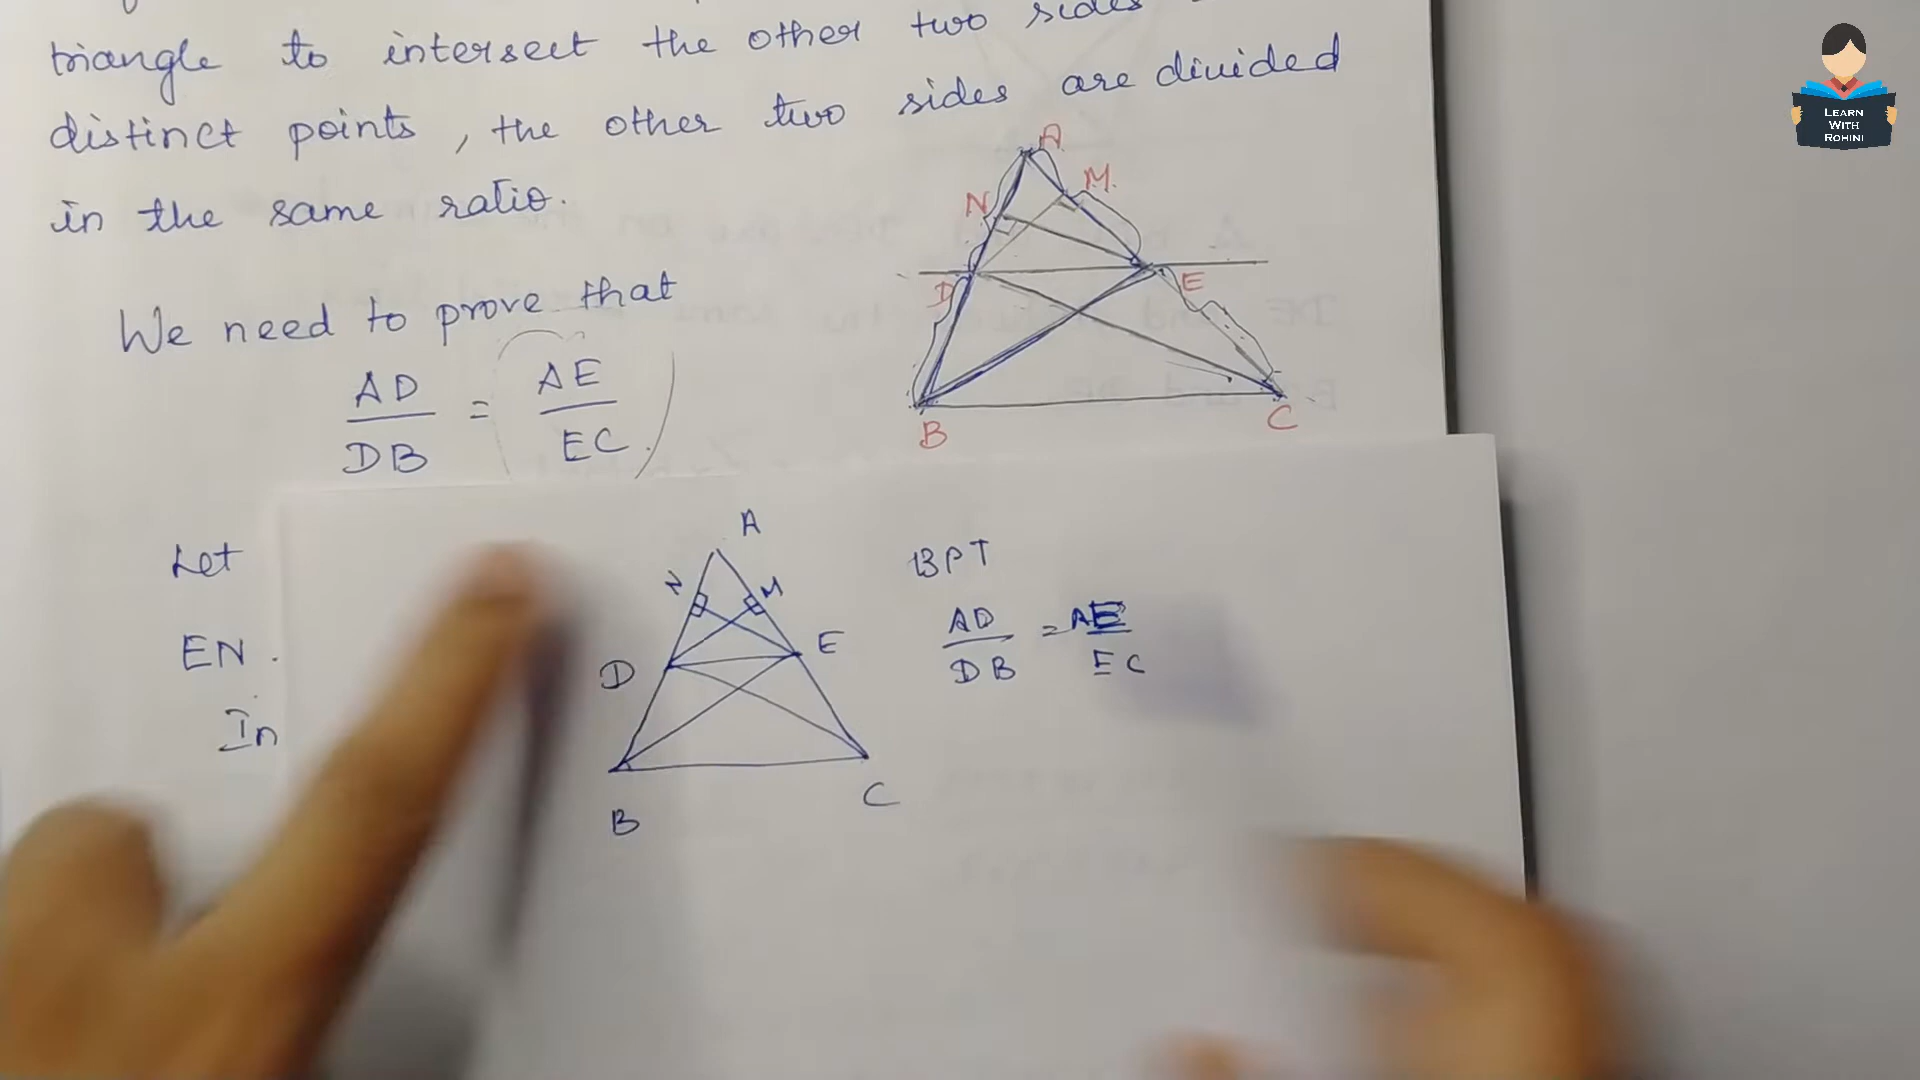 triangle to intersect the other two sides
distinct points, the other two sides are divided
in the same ratio.
We need to prove that
AD
DB
=
AE
EC.
A
N
M.
D
E
B
C
Let
EN.
In
A
N
M
D
E
B
C
BPT
AD
DB
=
AE
EC
LEARN
WITH
ROHINI